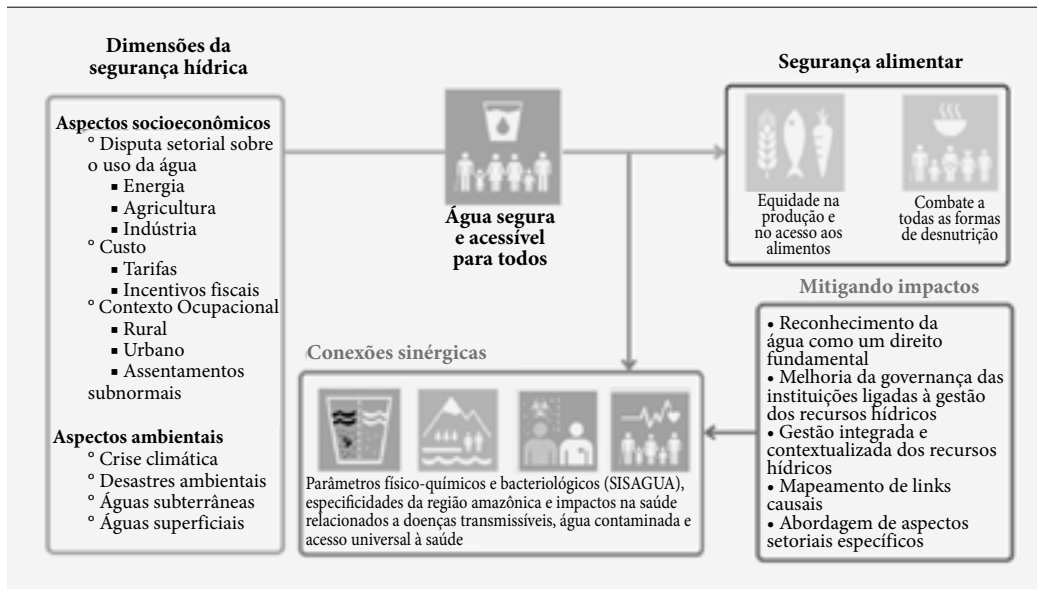 Dimensões da
segurança hídrica
Aspectos socioeconômicos
° Disputa setorial sobre
o uso da água
▪ Energia
▪ Agricultura
▪ Indústria
° Custo
▪ Tarifas
▪ Incentivos fiscais
° Contexto Ocupacional
▪ Rural
▪ Urbano
▪ Assentamentos
subnormais
Aspectos ambientais
° Crise climática
° Desastres ambientais
° Águas subterrâneas
° Águas superficiais
Água segura
e acessível
para todos
Segurança alimentar
Equidade na
produção e
no acesso aos
alimentos
Combate a
todas as formas
de desnutrição
Conexões sinérgicas
Parâmetros físico-químicos e bacteriológicos (SISAGUA),
especificidades da região amazônica e impactos na saúde
relacionados a doenças transmissíveis, água contaminada e
acesso universal à saúde
Mitigando impactos
• Reconhecimento da
água como um direito
fundamental
• Melhoria da governança das
instituições ligadas à gestão
dos recursos hídricos
• Gestão integrada e
contextualizada dos recursos
hídricos
• Mapeamento de links
causais
• Abordagem de aspectos
setoriais específicos